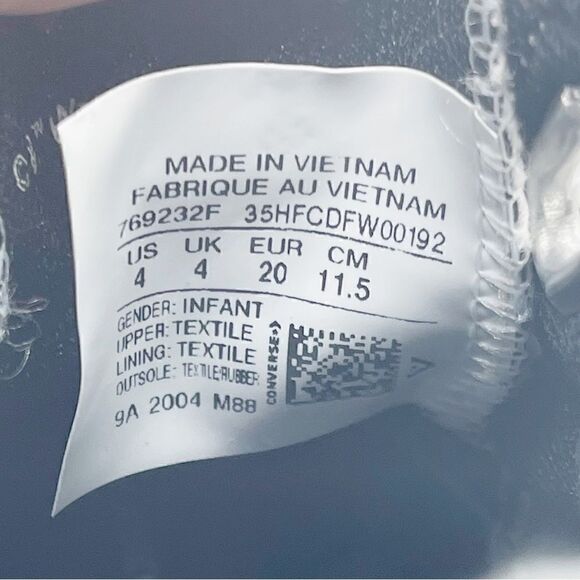 MADE IN VIETNAM
FABRIQUE AU VIETNAM
769232F 35HFCDFW00192
US UK EUR CM
4 4 20 11.5
GENDER: INFANT
UPPER: TEXTILE
LINING: TEXTILE
OUTSOLE: TEXTILE/RUBBER
9A 2004 M88
CONVERSE